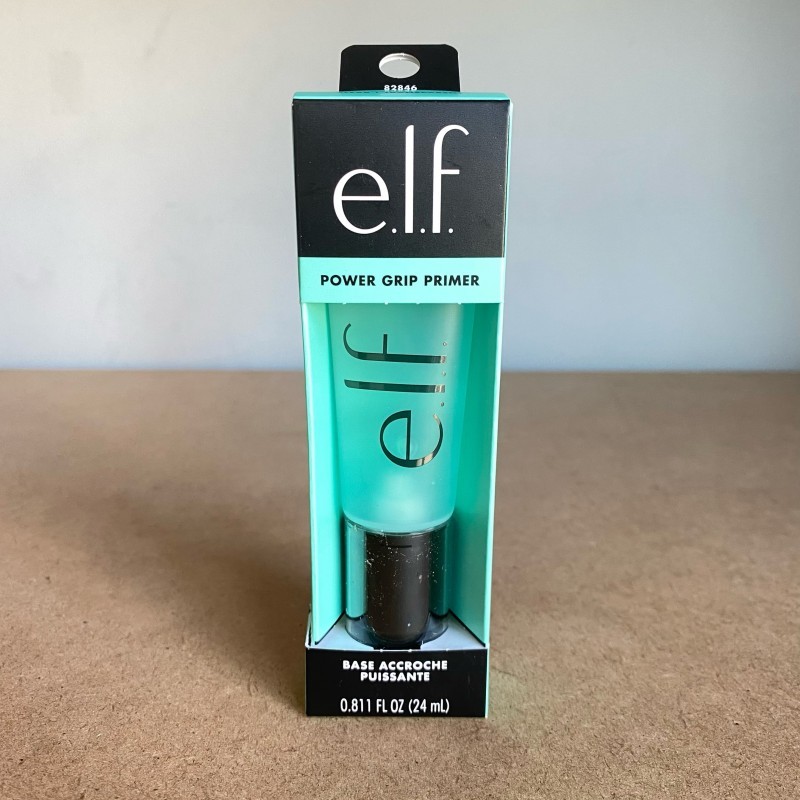 82846
e.l.f.
POWER GRIP PRIMER
e.l.f.
BASE ACCROCHE
PUISSANTE
0.811 FL OZ (24 mL)